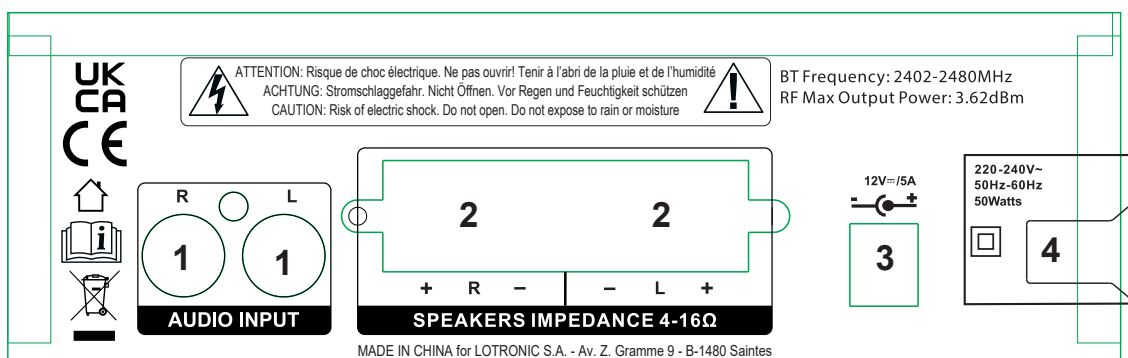 UK
CA
CE
ATTENTION: Risque de choc électrique. Ne pas ouvrir! Tenir à l'abri de la pluie et de l'humidité
ACHTUNG: Stromschlaggefahr. Nicht Öffnen. Vor Regen und Feuchtigkeit schützen
CAUTION: Risk of electric shock. Do not open. Do not expose to rain or moisture
BT Frequency: 2402-2480MHz
RF Max Output Power: 3.62dBm
R L
1 1
AUDIO INPUT
2 2
+ R - - L +
SPEAKERS IMPEDANCE 4-16Ω
MADE IN CHINA for LOTRONIC S.A. - Av. Z. Gramme 9 - B-1480 Saintes
12V⎓/5A
- +
3
220-240V~
50Hz-60Hz
50Watts
4